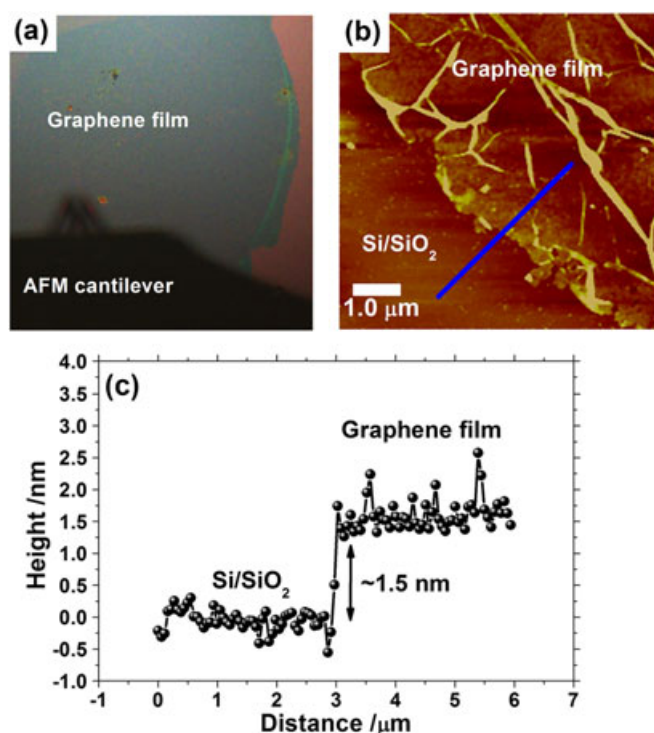 (a)
Graphene film
AFM cantilever
(b)
Graphene film
Si/SiO₂
1.0 μm
(c)
4.0
3.5
3.0
2.5
2.0
1.5
1.0
0.5
0.0
-0.5
-1.0
Height /nm
Graphene film
Si/SiO₂
~1.5 nm
-1 0 1 2 3 4 5 6 7
Distance /μm